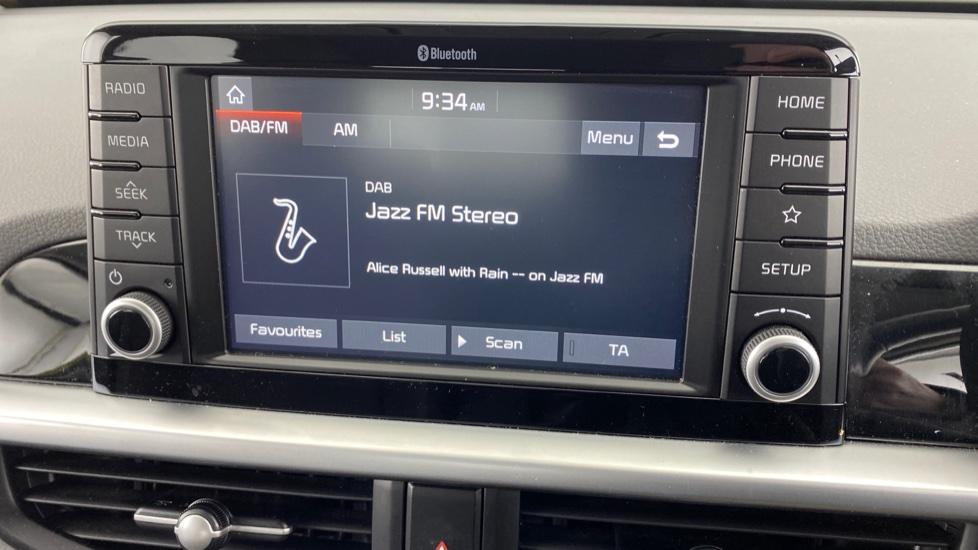 Bluetooth
RADIO
MEDIA
SEEK
TRACK
9:34 AM
DAB/FM
AM
Menu
DAB
Jazz FM Stereo
Alice Russell with Rain -- on Jazz FM
Favourites
List
Scan
TA
HOME
PHONE
SETUP